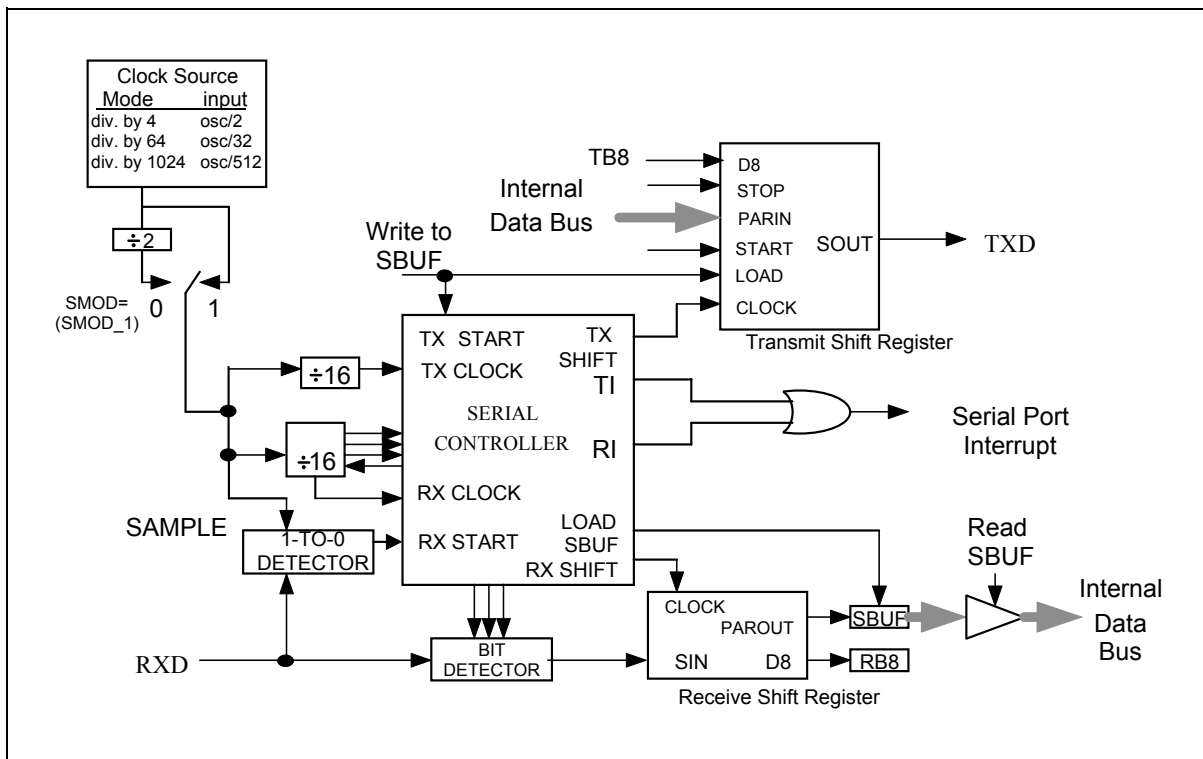 Clock Source
Mode input
div. by 4 osc/2
div. by 64 osc/32
div. by 1024 osc/512
÷2
SMOD=
(SMOD_1)
0
1
TB8
Internal
Data Bus
Write to
SBUF
D8
STOP
PARIN
START
LOAD
CLOCK
SOUT
TXD
Transmit Shift Register
÷16
÷16
TX START
TX CLOCK
SERIAL
CONTROLLER
RX CLOCK
RX START
TX
SHIFT
TI
RI
LOAD
SBUF
RX SHIFT
Serial Port
Interrupt
SAMPLE
1-TO-0
DETECTOR
RXD
BIT
DETECTOR
CLOCK
PAROUT
SIN D8
Receive Shift Register
SBUF
RB8
Read
SBUF
Internal
Data
Bus